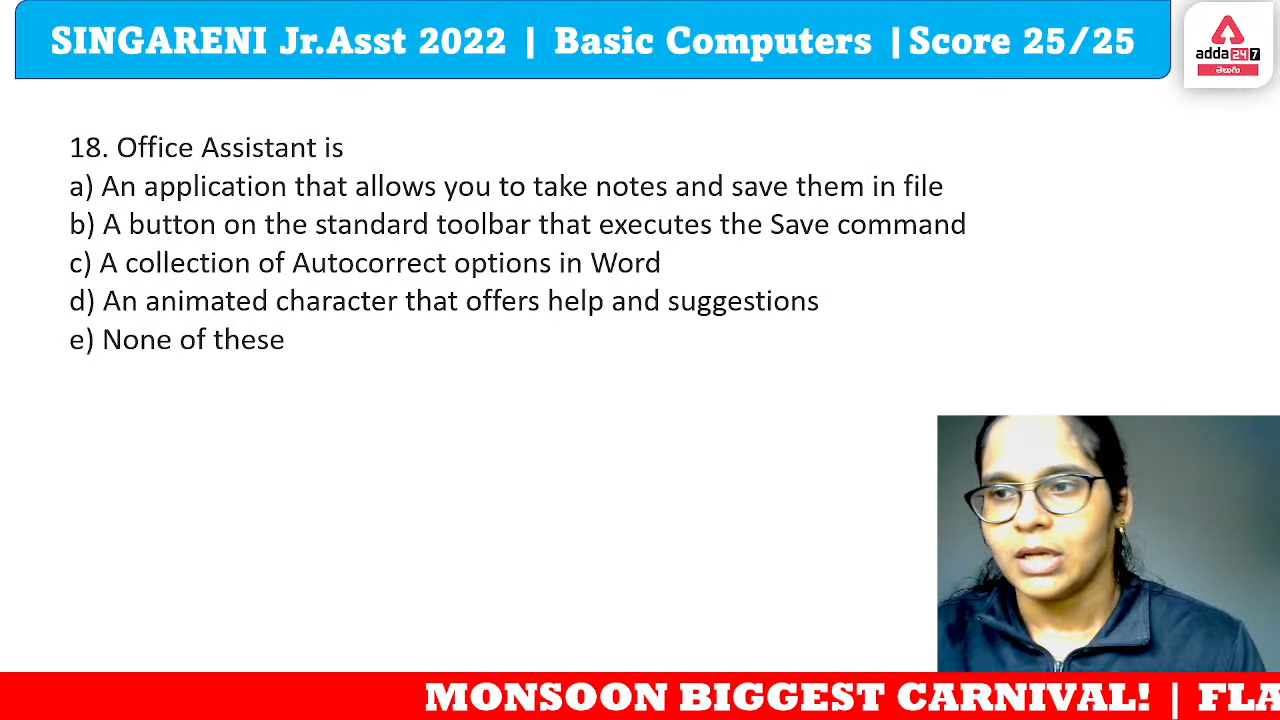 SINGARENI Jr.Asst 2022 | Basic Computers |Score 25/25
adda247
తెలుగు
18. Office Assistant is
a) An application that allows you to take notes and save them in file
b) A button on the standard toolbar that executes the Save command
c) A collection of Autocorrect options in Word
d) An animated character that offers help and suggestions
e) None of these
MONSOON BIGGEST CARNIVAL! | FLA